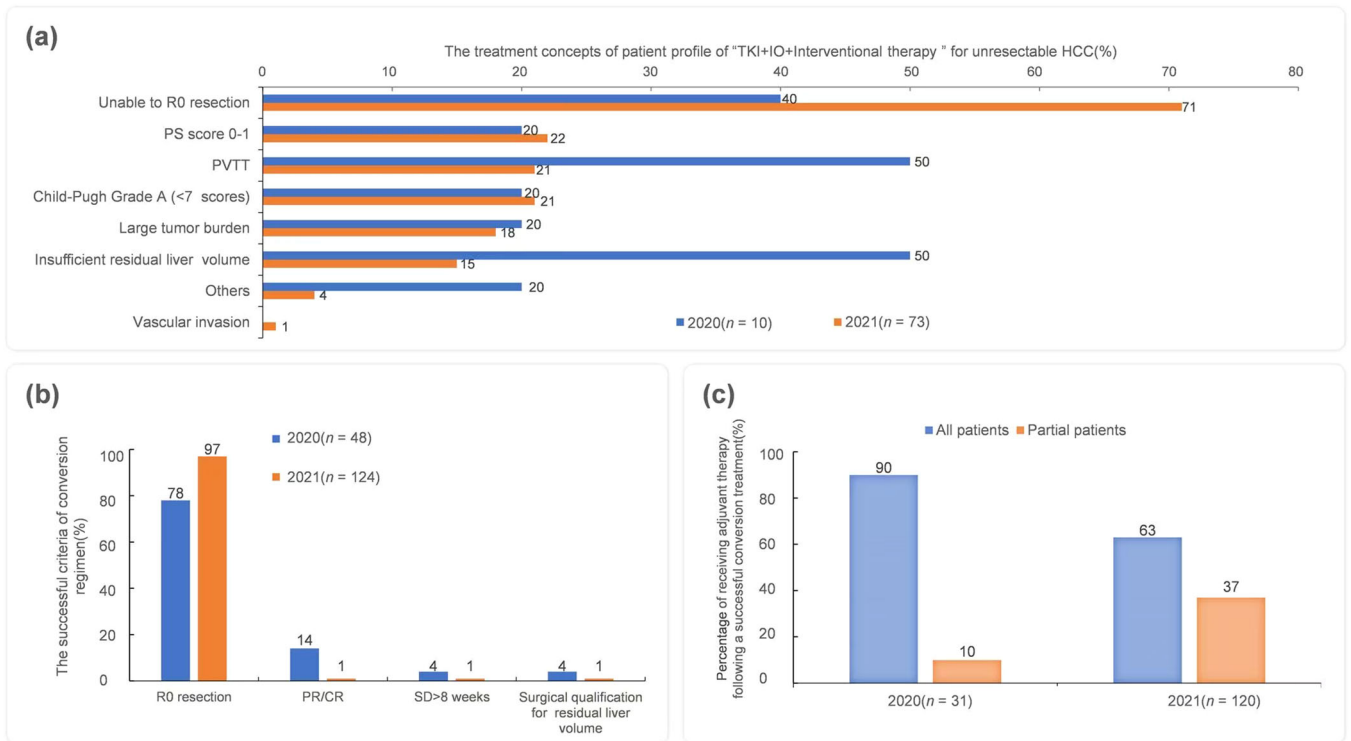 (a)
The treatment concepts of patient profile of “TKI+IO+Interventional therapy ” for unresectable HCC(%)
0 10 20 30 40 50 60 70 80
Unable to R0 resection 40 71
PS score 0-1 20 22
PVTT 50 21
Child-Pugh Grade A (<7 scores) 20 21
Large tumor burden 20 18
Insufficient residual liver volume 50 15
Others 20 4
Vascular invasion 1
2020(n = 10) 2021(n = 73)
(b)
The successful criteria of conversion
regimen(%)
2020(n = 48)
2021(n = 124)
100
80
60
40
20
0
78 97
14 1
4 1
4 1
R0 resection
PR/CR
SD>8 weeks
Surgical qualification
for residual liver
volume
(c)
Percentage of receiving adjuvant therapy
following a successful conversion treatment(%)
All patients Partial patients
100
80
60
40
20
0
90 10
63 37
2020(n = 31)
2021(n = 120)